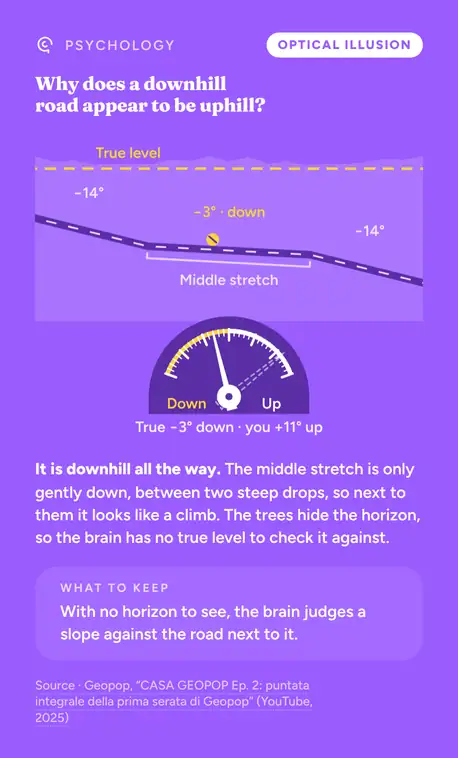 PSYCHOLOGY
OPTICAL ILLUSION
Why does a downhill
road appear to be uphill?
True level
−14°
−3° · down
−14°
Middle stretch
Down
Up
True −3° down · you +11° up
It is downhill all the way. The middle stretch is only
gently down, between two steep drops, so next to
them it looks like a climb. The trees hide the horizon,
so the brain has no true level to check it against.
WHAT TO KEEP
With no horizon to see, the brain judges a
slope against the road next to it.
Source · Geopop, “CASA GEOPOP Ep. 2: puntata
integrale della prima serata di Geopop” (YouTube,
2025)